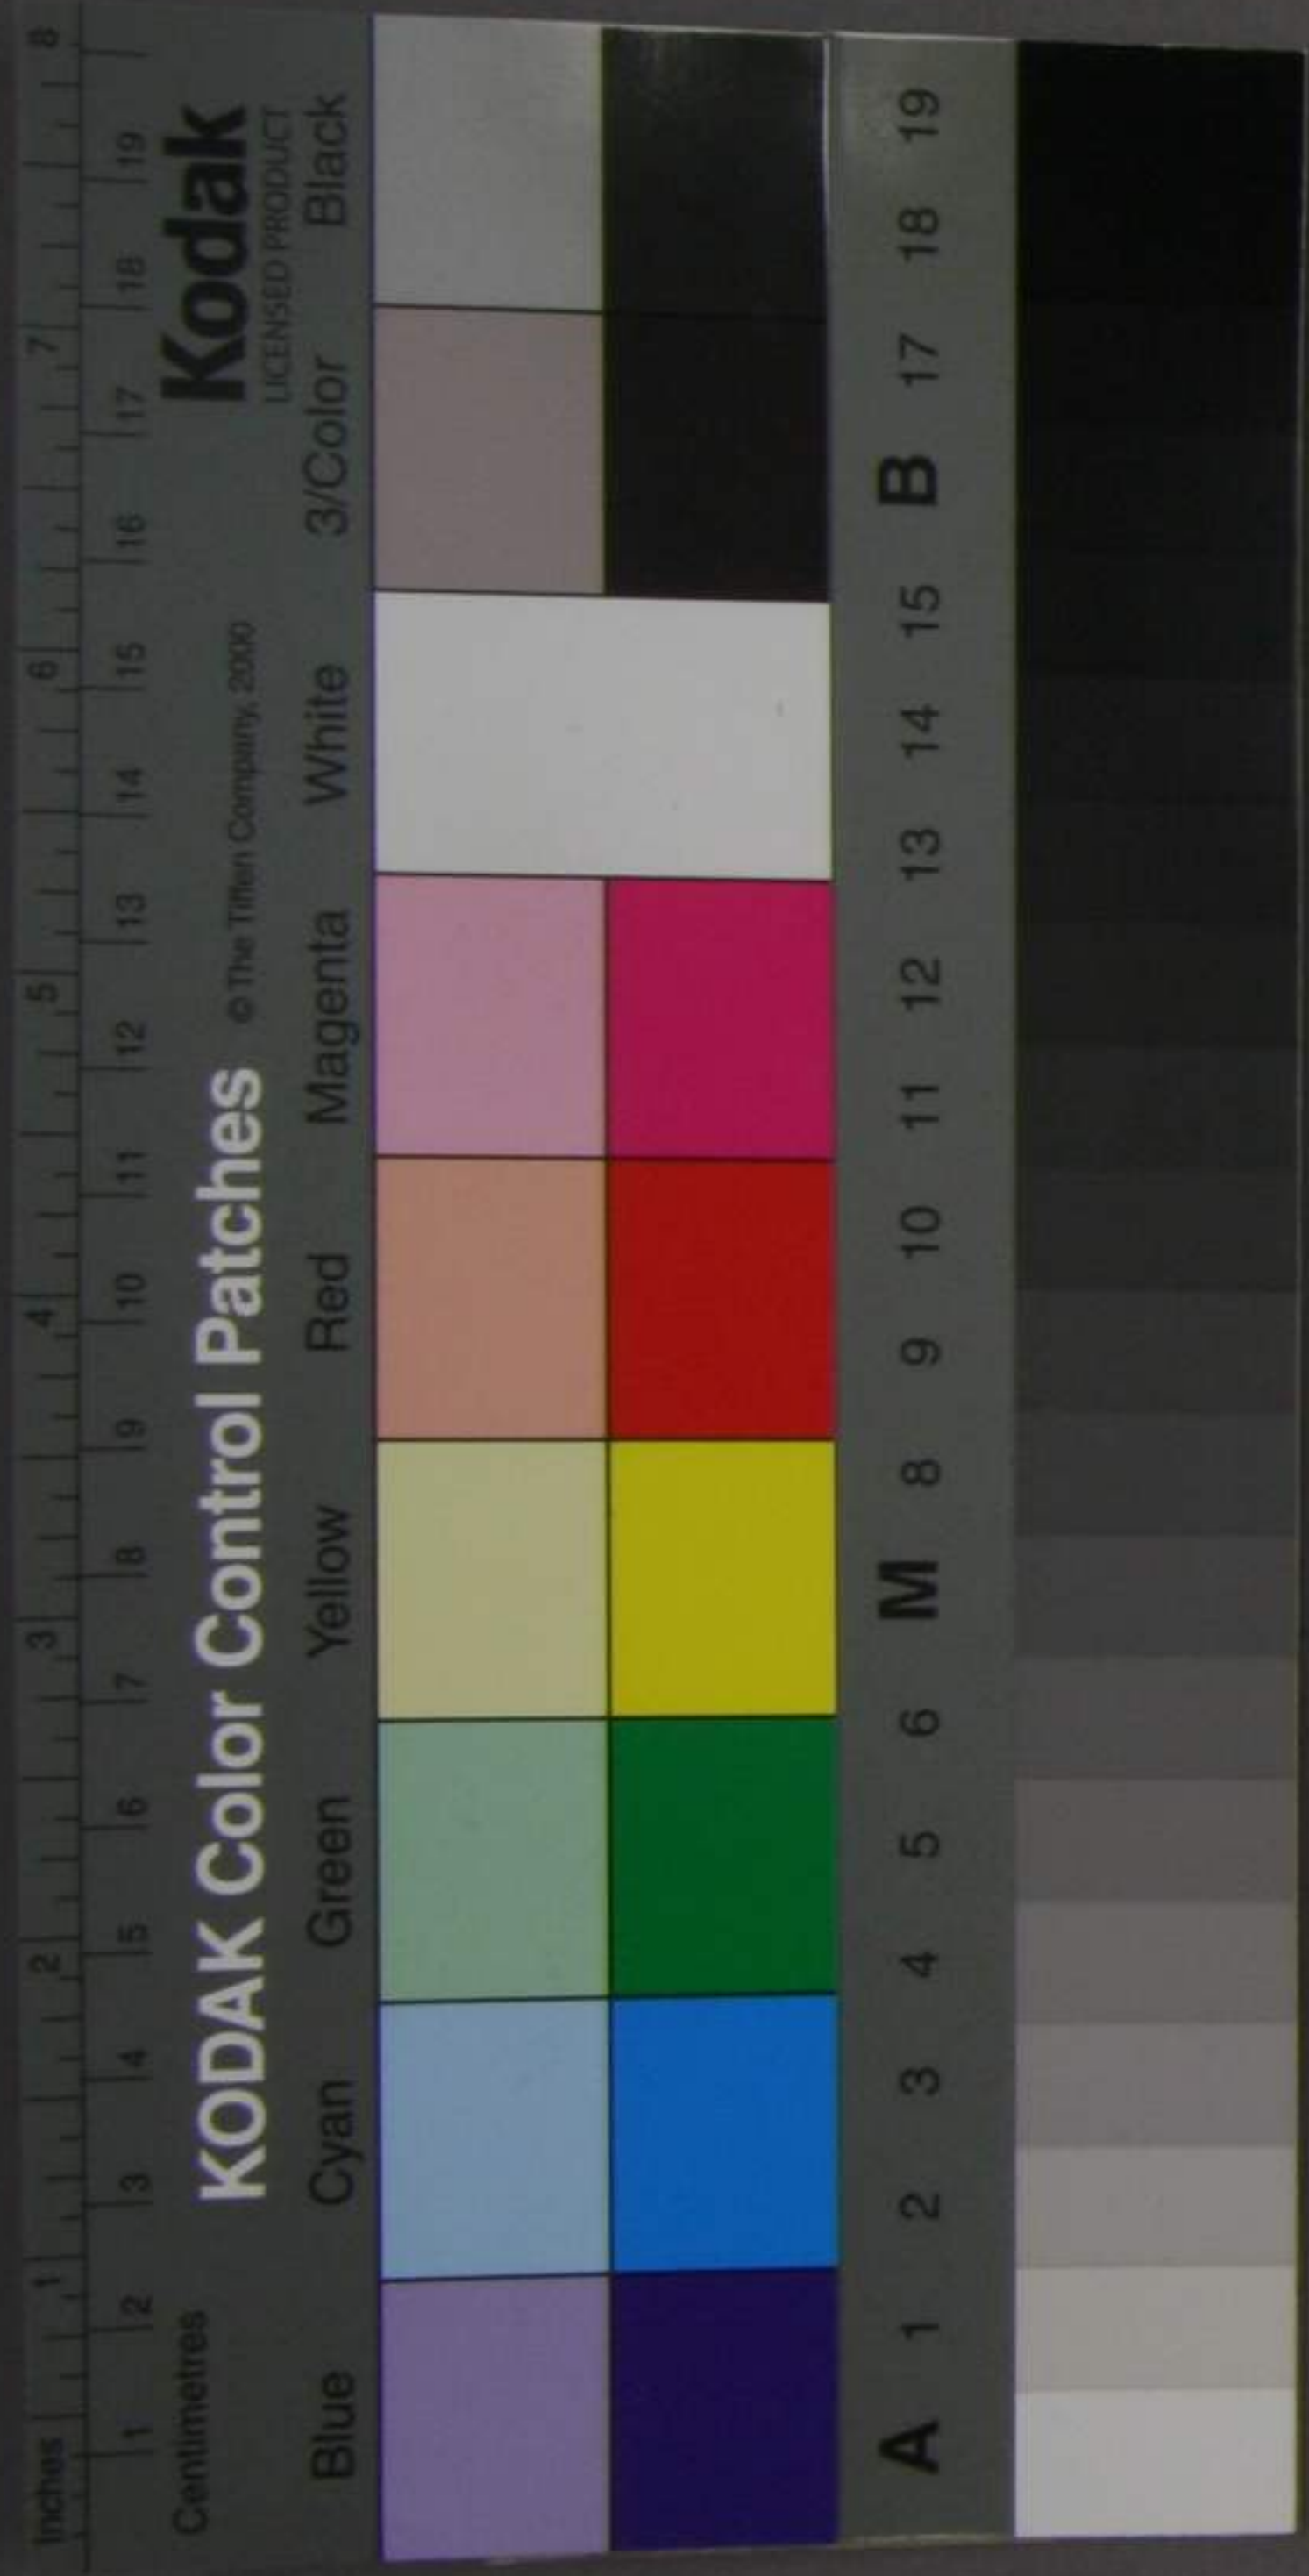 Inches 1 2 3 4 5 6 7 8
1 2 3 4 5 6 7 8 9 10 11 12 13 14 15 16 17 18 19
Centimetres
KODAK Color Control Patches © The Tiffen Company, 2000 Kodak
LICENSED PRODUCT
Blue Cyan Green Yellow Red Magenta White 3/Color Black
A 1 2 3 4 5 6 M 8 9 10 11 12 13 14 15 B 17 18 19